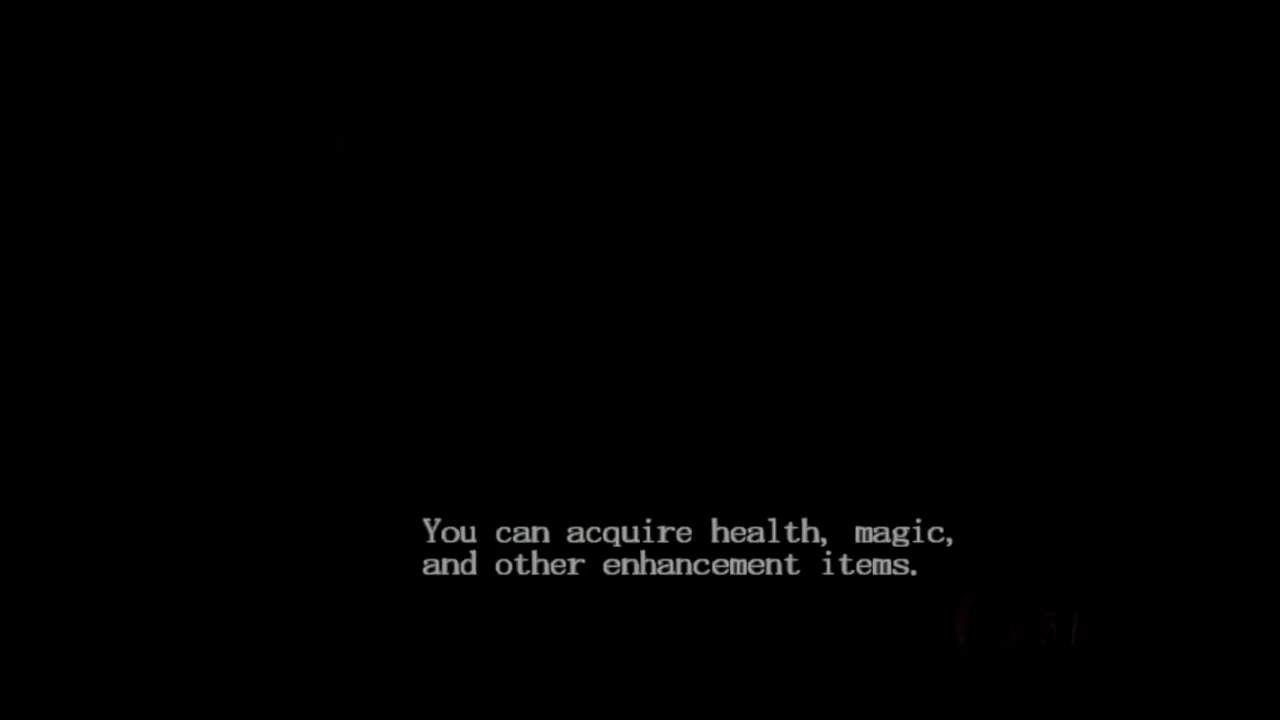 You can acquire health, magic,
and other enhancement items.